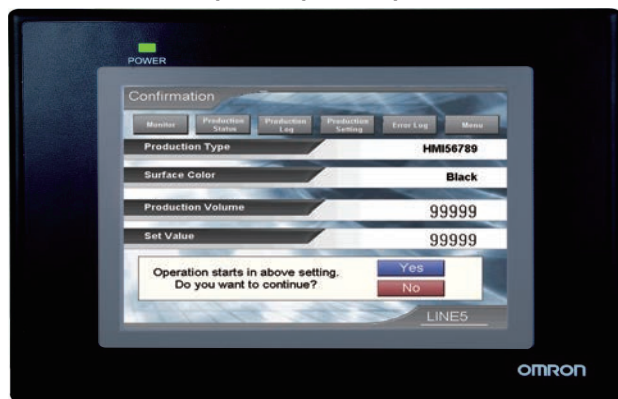 POWER
Confirmation
Monitor Production Status Production Log Production Setting Error Log Menu
Production Type HMI56789
Surface Color Black
Production Volume 99999
Set Value 99999
Operation starts in above setting. Yes
Do you want to continue? No
LINE5
OMRON